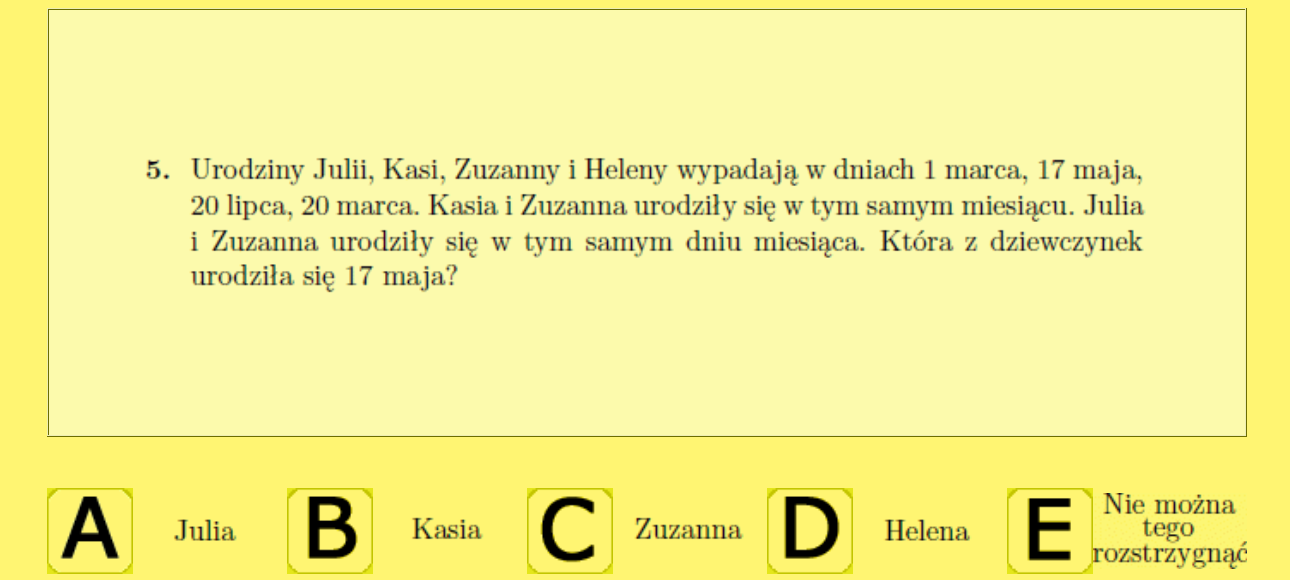 5. Urodziny Julii, Kasi, Zuzanny i Heleny wypadają w dniach 1 marca, 17 maja,
20 lipca, 20 marca. Kasia i Zuzanna urodziły się w tym samym miesiącu. Julia
i Zuzanna urodziły się w tym samym dniu miesiąca. Która z dziewczynek
urodziła się 17 maja?
A Julia B Kasia C Zuzanna D Helena E Nie można
tego
rozstrzygnąć